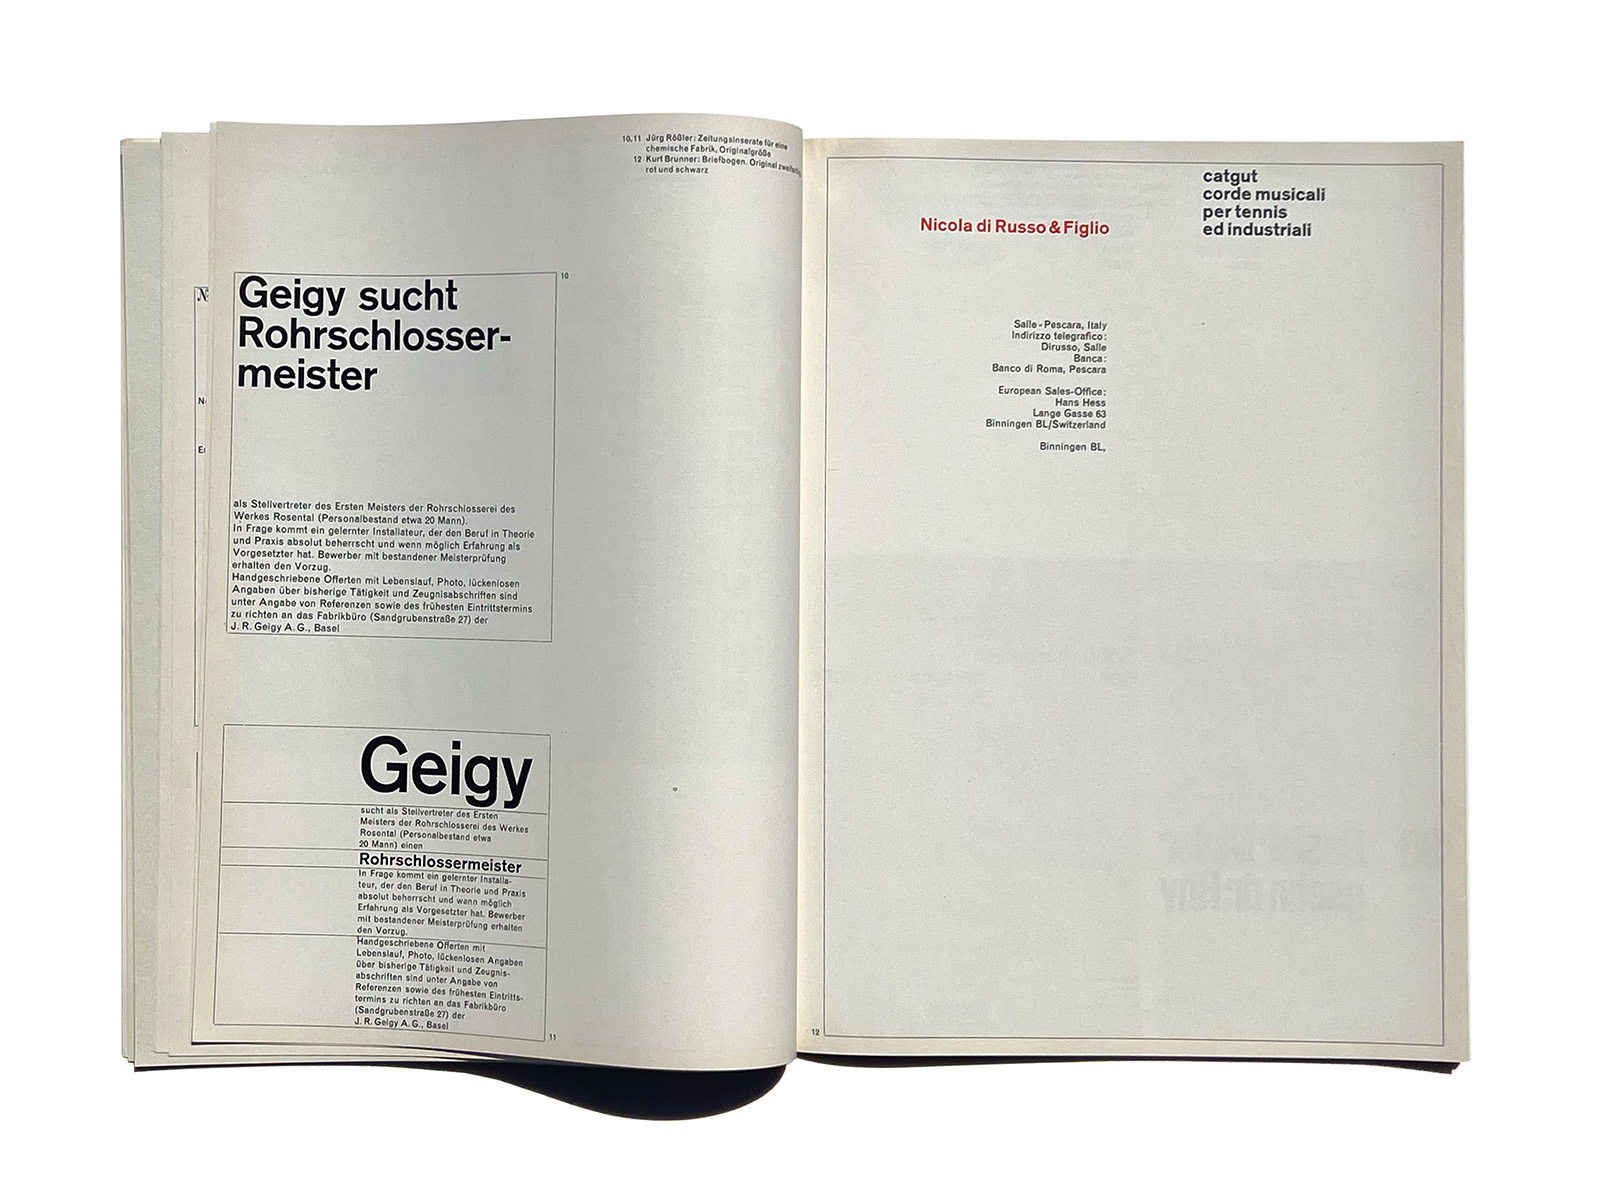 10,11 Jürg Rößler: Zeitungsinserate für eine
chemische Fabrik, Originalgröße
12 Kurt Brunner: Briefbogen. Original zweifarbig
rot und schwarz
10
Geigy sucht
Rohrschlosser-
meister
als Stellvertreter des Ersten Meisters der Rohrschlosserei des
Werkes Rosental (Personalbestand etwa 20 Mann).
In Frage kommt ein gelernter Installateur, der den Beruf in Theorie
und Praxis absolut beherrscht und wenn möglich Erfahrung als
Vorgesetzter hat. Bewerber mit bestandener Meisterprüfung
erhalten den Vorzug.
Handgeschriebene Offerten mit Lebenslauf, Photo, lückenlosen
Angaben über bisherige Tätigkeit und Zeugnisabschriften sind
unter Angabe von Referenzen sowie des frühesten Eintrittstermins
zu richten an das Fabrikbüro (Sandgrubenstraße 27) der
J. R. Geigy A. G., Basel
Geigy
sucht als Stellvertreter des Ersten
Meisters der Rohrschlosserei des Werkes
Rosental (Personalbestand etwa
20 Mann) einen
Rohrschlossermeister
In Frage kommt ein gelernter Installa-
teur, der den Beruf in Theorie und Praxis
absolut beherrscht und wenn möglich
Erfahrung als Vorgesetzter hat. Bewerber
mit bestandener Meisterprüfung erhalten
den Vorzug.
Handgeschriebene Offerten mit
Lebenslauf, Photo, lückenlosen Angaben
über bisherige Tätigkeit und Zeugnis-
abschriften sind unter Angabe von
Referenzen sowie des frühesten Eintritts-
termins zu richten an das Fabrikbüro
(Sandgrubenstraße 27) der
J. R. Geigy A. G., Basel
11
catgut
corde musicali
per tennis
ed industriali
Nicola di Russo & Figlio
Salle - Pescara, Italy
Indirizzo telegrafico:
Dirusso, Salle
Banca:
Banco di Roma, Pescara
European Sales-Office:
Hans Hess
Lange Gasse 63
Binningen BL/Switzerland
Binningen BL,
12